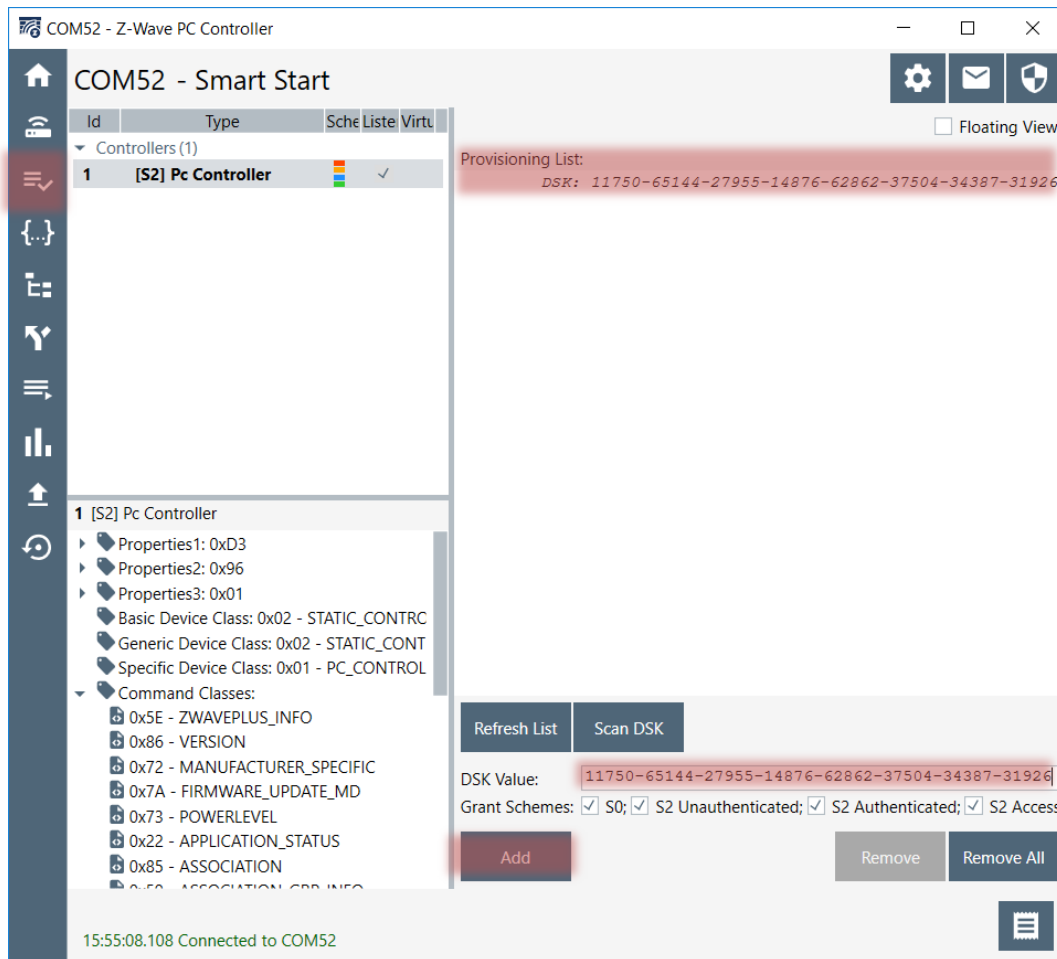 COM52 - Z-Wave PC Controller
COM52 - Smart Start
Id Type Sche Liste Virtu
Floating View
Controllers (1)
1 [S2] Pc Controller
Provisioning List:
DSK: 11750-65144-27955-14876-62862-37504-34387-31926
1 [S2] Pc Controller
Properties1: 0xD3
Properties2: 0x96
Properties3: 0x01
Basic Device Class: 0x02 - STATIC_CONTRO
Generic Device Class: 0x02 - STATIC_CONT
Specific Device Class: 0x01 - PC_CONTROL
Command Classes:
0x5E - ZWAVEPLUS_INFO
0x86 - VERSION
0x72 - MANUFACTURER_SPECIFIC
0x7A - FIRMWARE_UPDATE_MD
0x73 - POWERLEVEL
0x22 - APPLICATION_STATUS
0x85 - ASSOCIATION
Refresh List Scan DSK
DSK Value: 11750-65144-27955-14876-62862-37504-34387-31926
Grant Schemes: S0; S2 Unauthenticated; S2 Authenticated; S2 Access
Add Remove Remove All
15:55:08.108 Connected to COM52